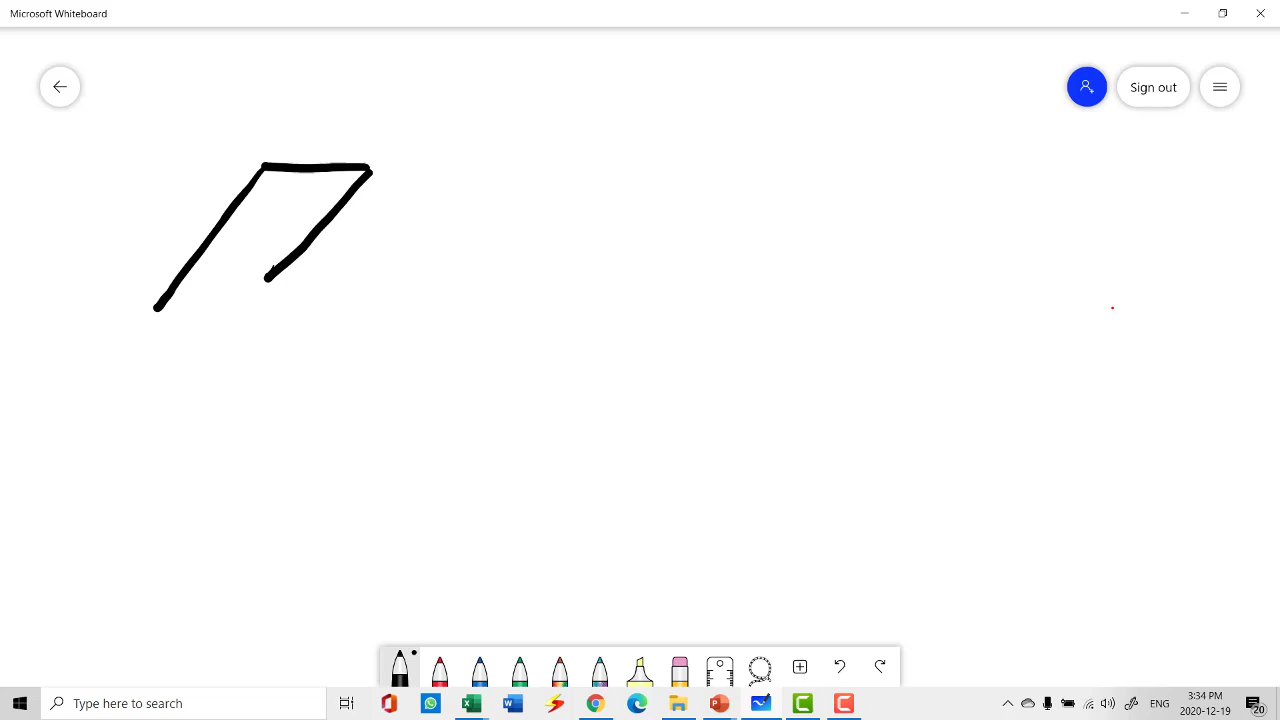 Microsoft Whiteboard
Sign out
Type here to search
ENG
3:34 PM
2020-12-19
20